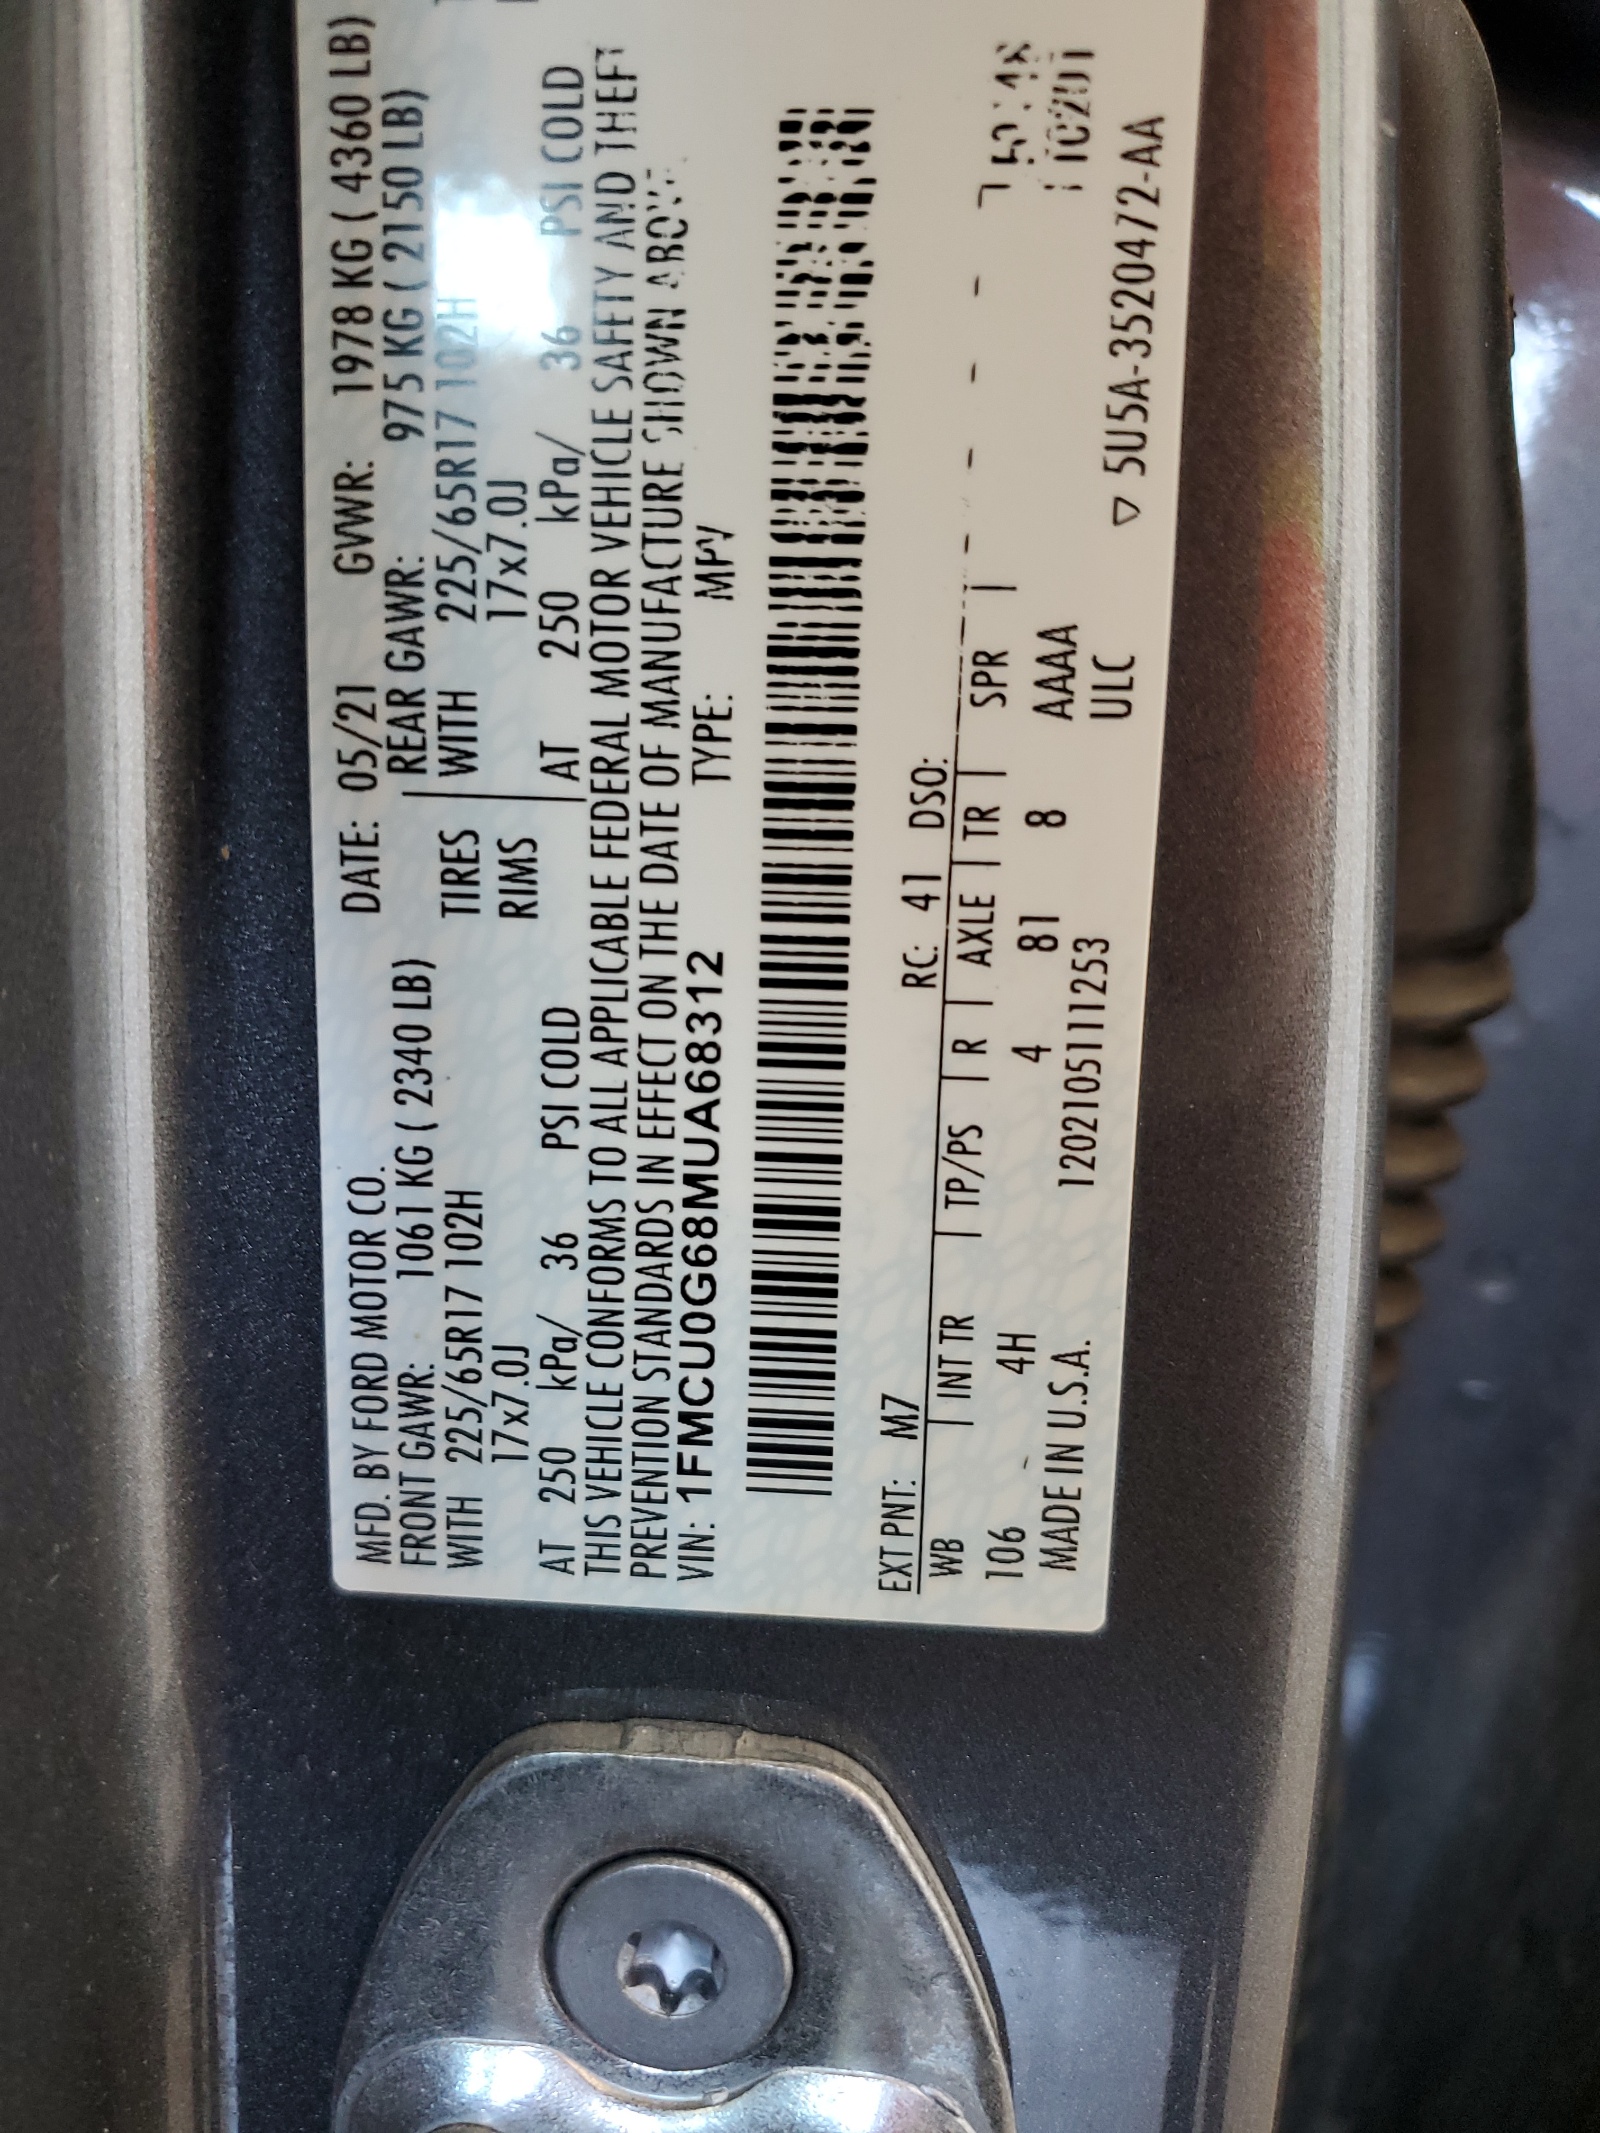 MFD. BY FORD MOTOR CO. DATE: 05/21 GVWR: 1978 KG ( 4360 LB)
FRONT GAWR: 1061 KG ( 2340 LB) REAR GAWR: 975 KG ( 2150 LB)
WITH 225/65R17 102H TIRES WITH 225/65R17 102H
17x7.0J RIMS 17x7.0J
AT 250 kPa/ 36 PSI COLD AT 250 kPa/ 36 PSI COLD
THIS VEHICLE CONFORMS TO ALL APPLICABLE FEDERAL MOTOR VEHICLE SAFETY AND THEFT
PREVENTION STANDARDS IN EFFECT ON THE DATE OF MANUFACTURE SHOWN ABOVE.
VIN: 1FMCU0G68MUA68312 TYPE: MPV
EXT PNT: M7 RC: 41 DSO:
WB INT TR TP/PS R AXLE TR SPR
106 4H 4 81 8 AAAA
MADE IN U.S.A. 120210511253 ULC
▽ 5U5A-3520472-AA